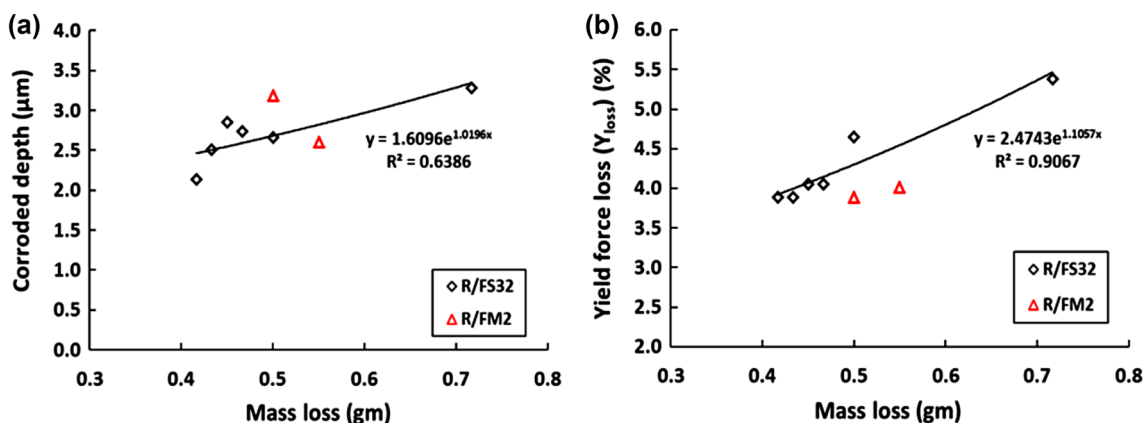 (a)
Corroded depth (µm)
4.0
3.5
3.0
2.5
2.0
1.5
1.0
0.5
0.0
y = 1.6096e^1.0196x
R² = 0.6386
R/FS32
R/FM2
0.3 0.4 0.5 0.6 0.7 0.8
Mass loss (gm)
(b)
Yield force loss (Y_loss) (%)
6.0
5.5
5.0
4.5
4.0
3.5
3.0
2.5
2.0
y = 2.4743e^1.1057x
R² = 0.9067
R/FS32
R/FM2
0.3 0.4 0.5 0.6 0.7 0.8
Mass loss (gm)